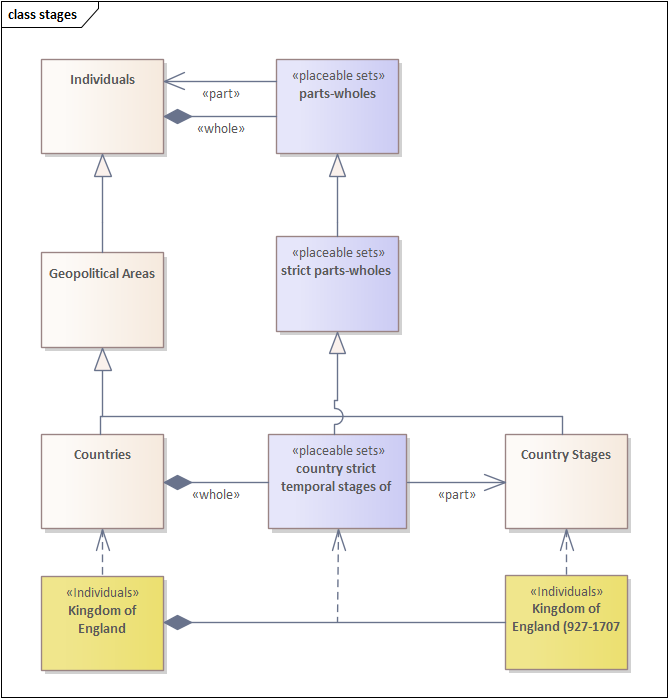 class stages
Individuals
«placeable sets»
parts-wholes
«part»
«whole»
Geopolitical Areas
«placeable sets»
strict parts-wholes
Countries
«placeable sets»
country strict
temporal stages of
Country Stages
«whole»
«part»
«Individuals»
Kingdom of
England
«Individuals»
Kingdom of
England (927-1707